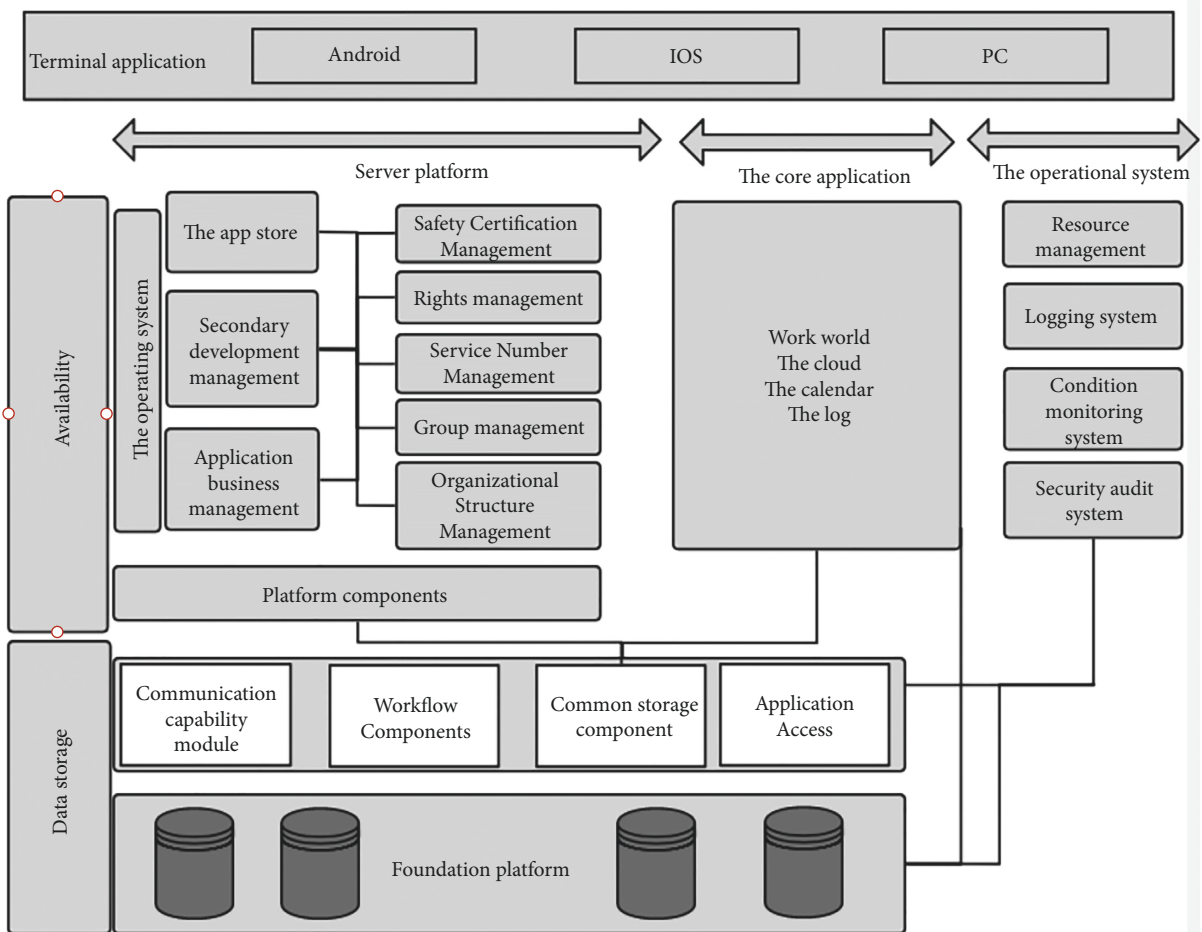 Terminal application
Android
IOS
PC
Server platform
The core application
The operational system
Availability
The operating system
The app store
Secondary
development
management
Application
business
management
Safety Certification
Management
Rights management
Service Number
Management
Group management
Organizational
Structure
Management
Work world
The cloud
The calendar
The log
Resource
management
Logging system
Condition
monitoring
system
Security audit
system
Platform components
Data storage
Communication
capability
module
Workflow
Components
Common storage
component
Application
Access
Foundation platform